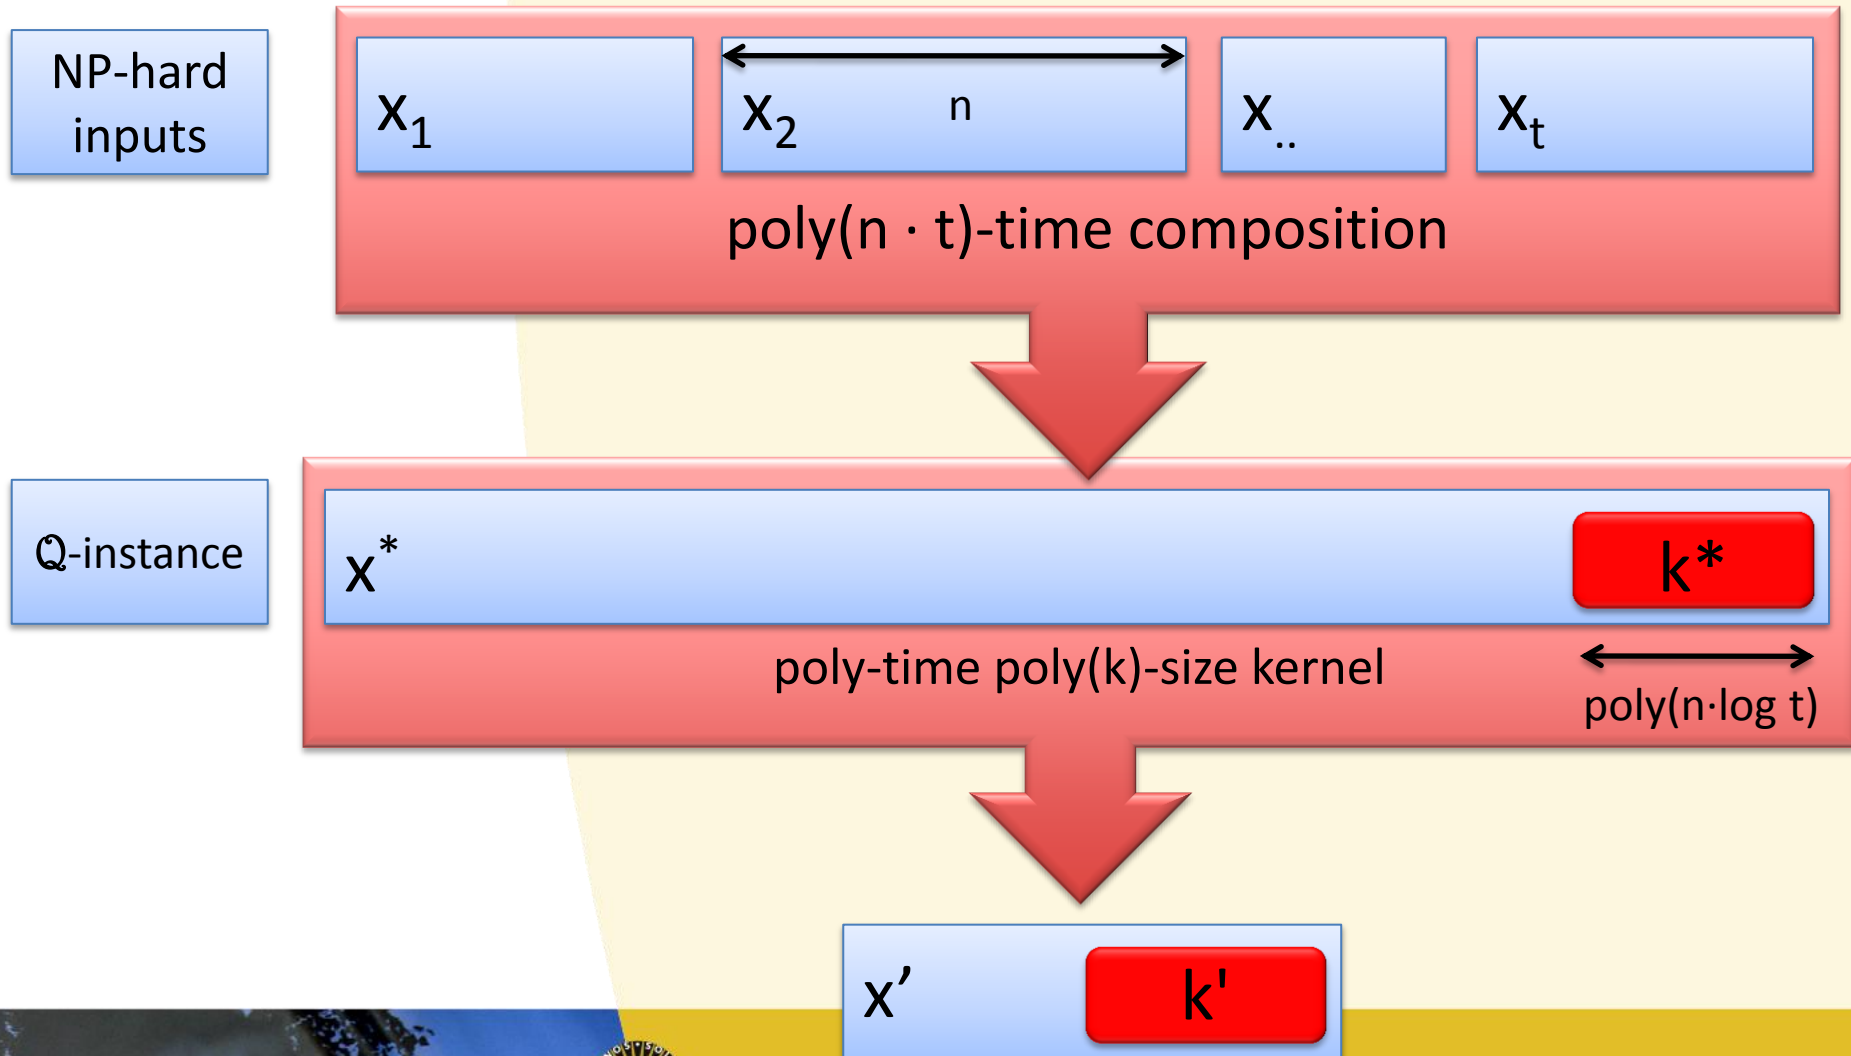 NP-hard
inputs
x₁
x₂
n
x..
xₜ
poly(n · t)-time composition
Q-instance
x*
k*
poly-time poly(k)-size kernel
poly(n·log t)
x’
k'